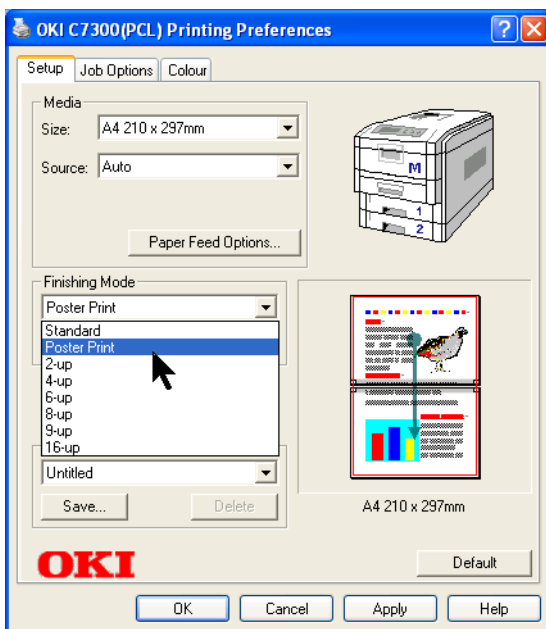 OKI C7300(PCL) Printing Preferences
Setup Job Options Colour
Media
Size: A4 210 x 297mm
Source: Auto
M
1
2
Paper Feed Options...
Finishing Mode
Poster Print
Standard
Poster Print
2-up
4-up
6-up
8-up
9-up
16-up
Untitled
Save... Delete
A4 210 x 297mm
OKI
Default
OK Cancel Apply Help